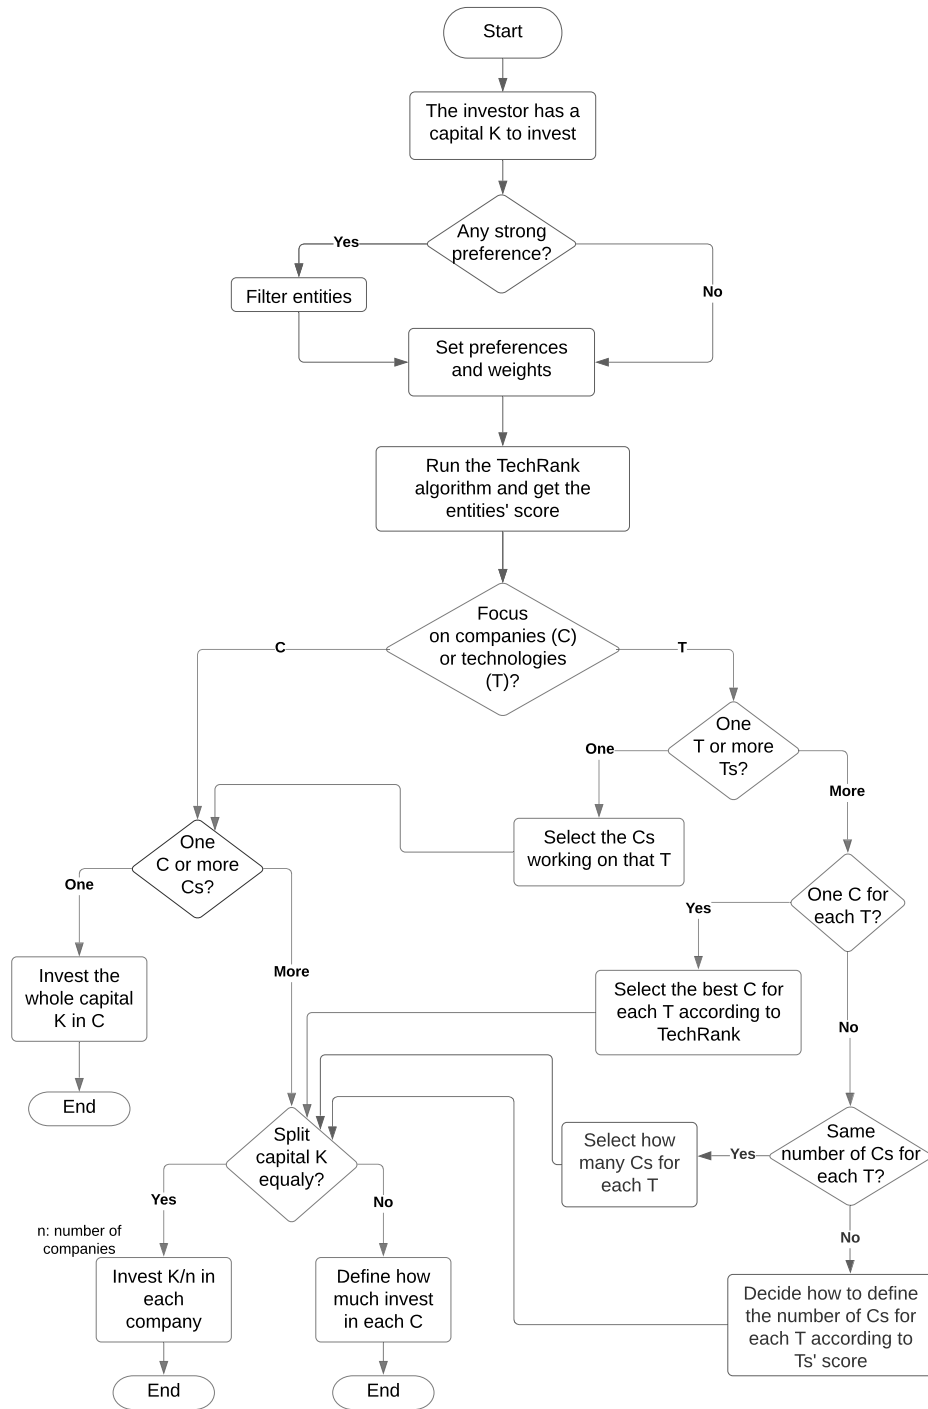 Start
The investor has a
capital K to invest
Any strong
preference?
Yes
No
Filter entities
Set preferences
and weights
Run the TechRank
algorithm and get the
entities' score
Focus
on companies (C)
or technologies
(T)?
C
T
One
T or more
Ts?
One
More
Select the Cs
working on that T
One
C or more
Cs?
One
More
One C for
each T?
Yes
No
Invest the
whole capital
K in C
Select the best C for
each T according to
TechRank
End
Split
capital K
equaly?
Select how
many Cs for
each T
Yes
Same
number of Cs for
each T?
Yes
No
No
n: number of
companies
Invest K/n in
each
company
Define how
much invest
in each C
Decide how to define
the number of Cs for
each T according to
Ts' score
End
End